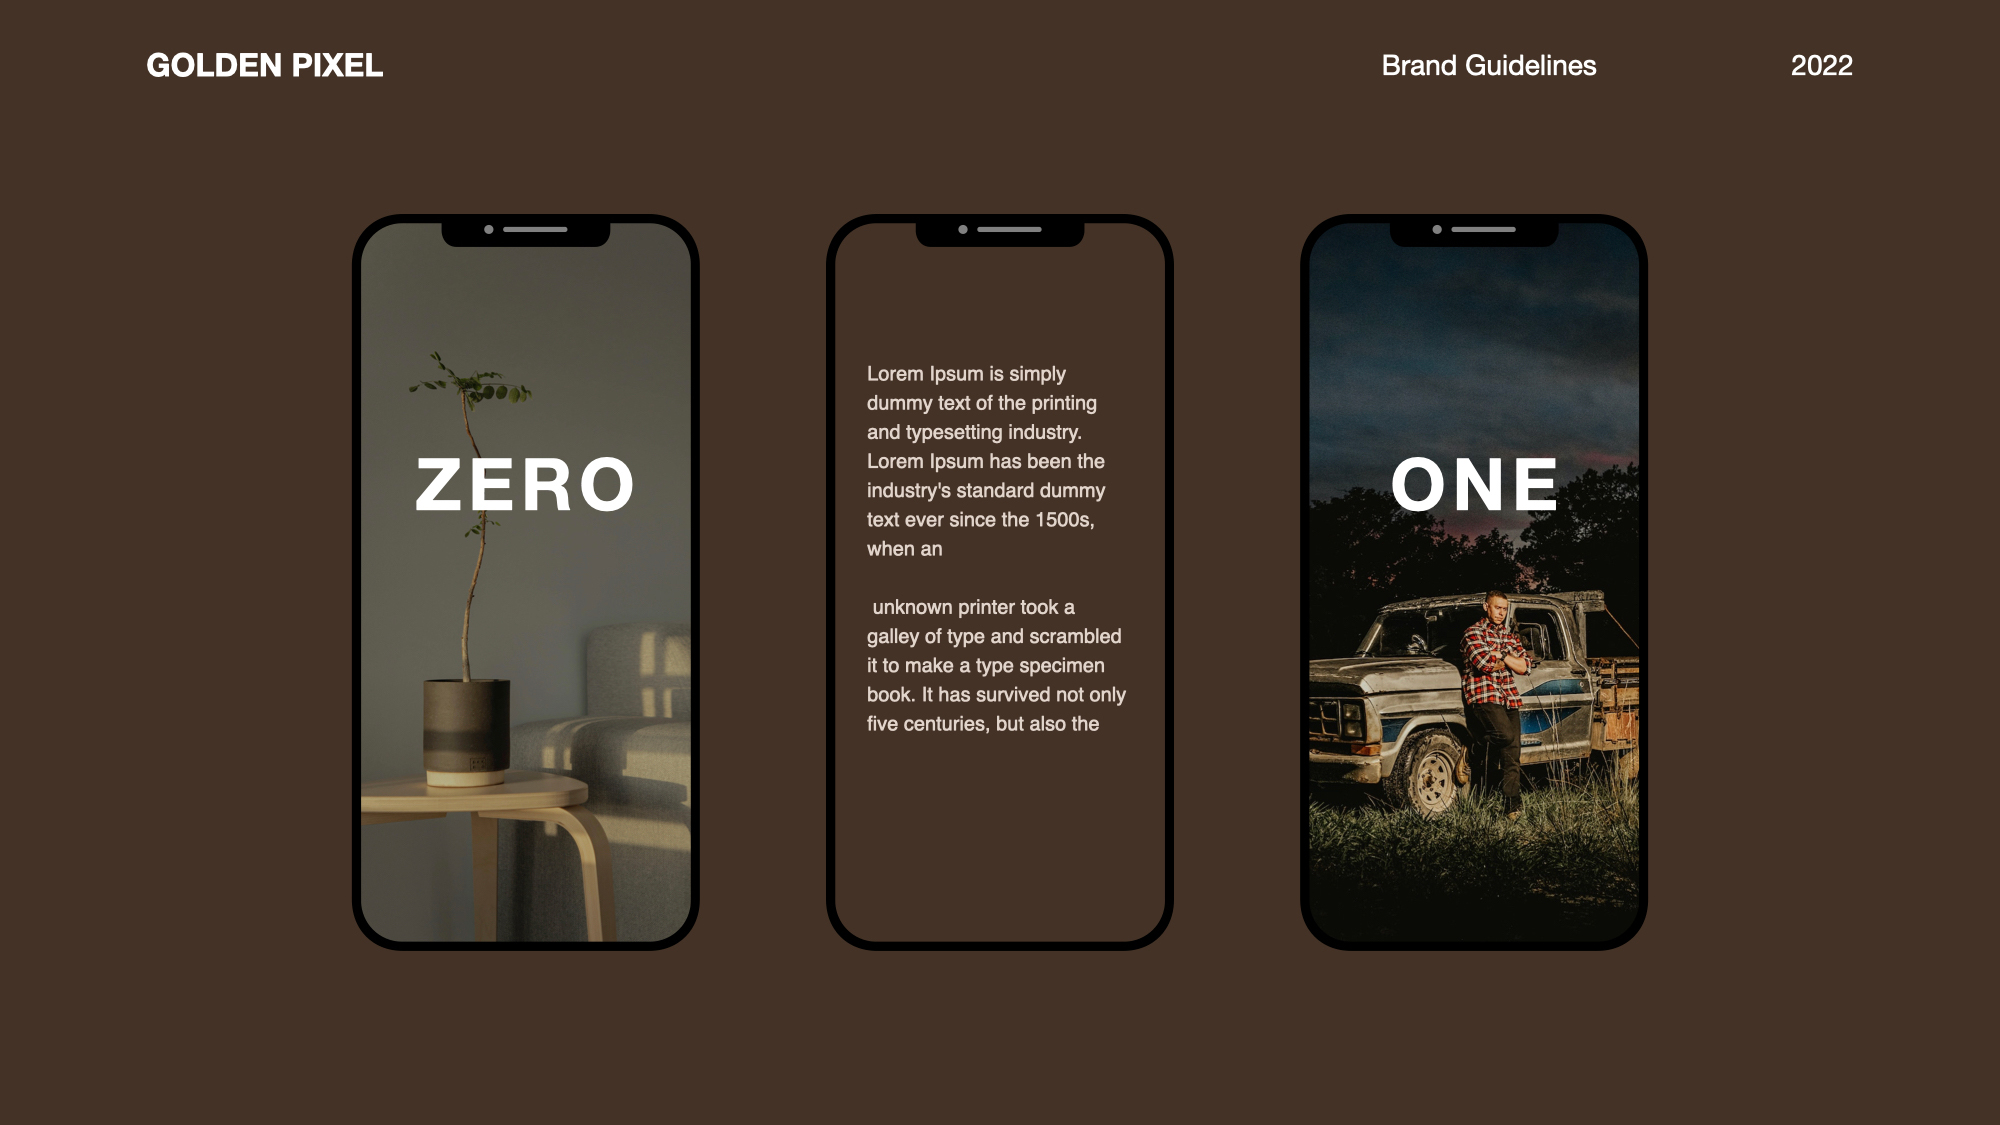 GOLDEN PIXEL
Brand Guidelines
2022
ZERO
Lorem Ipsum is simply
dummy text of the printing
and typesetting industry.
Lorem Ipsum has been the
industry's standard dummy
text ever since the 1500s,
when an
unknown printer took a
galley of type and scrambled
it to make a type specimen
book. It has survived not only
five centuries, but also the
ONE